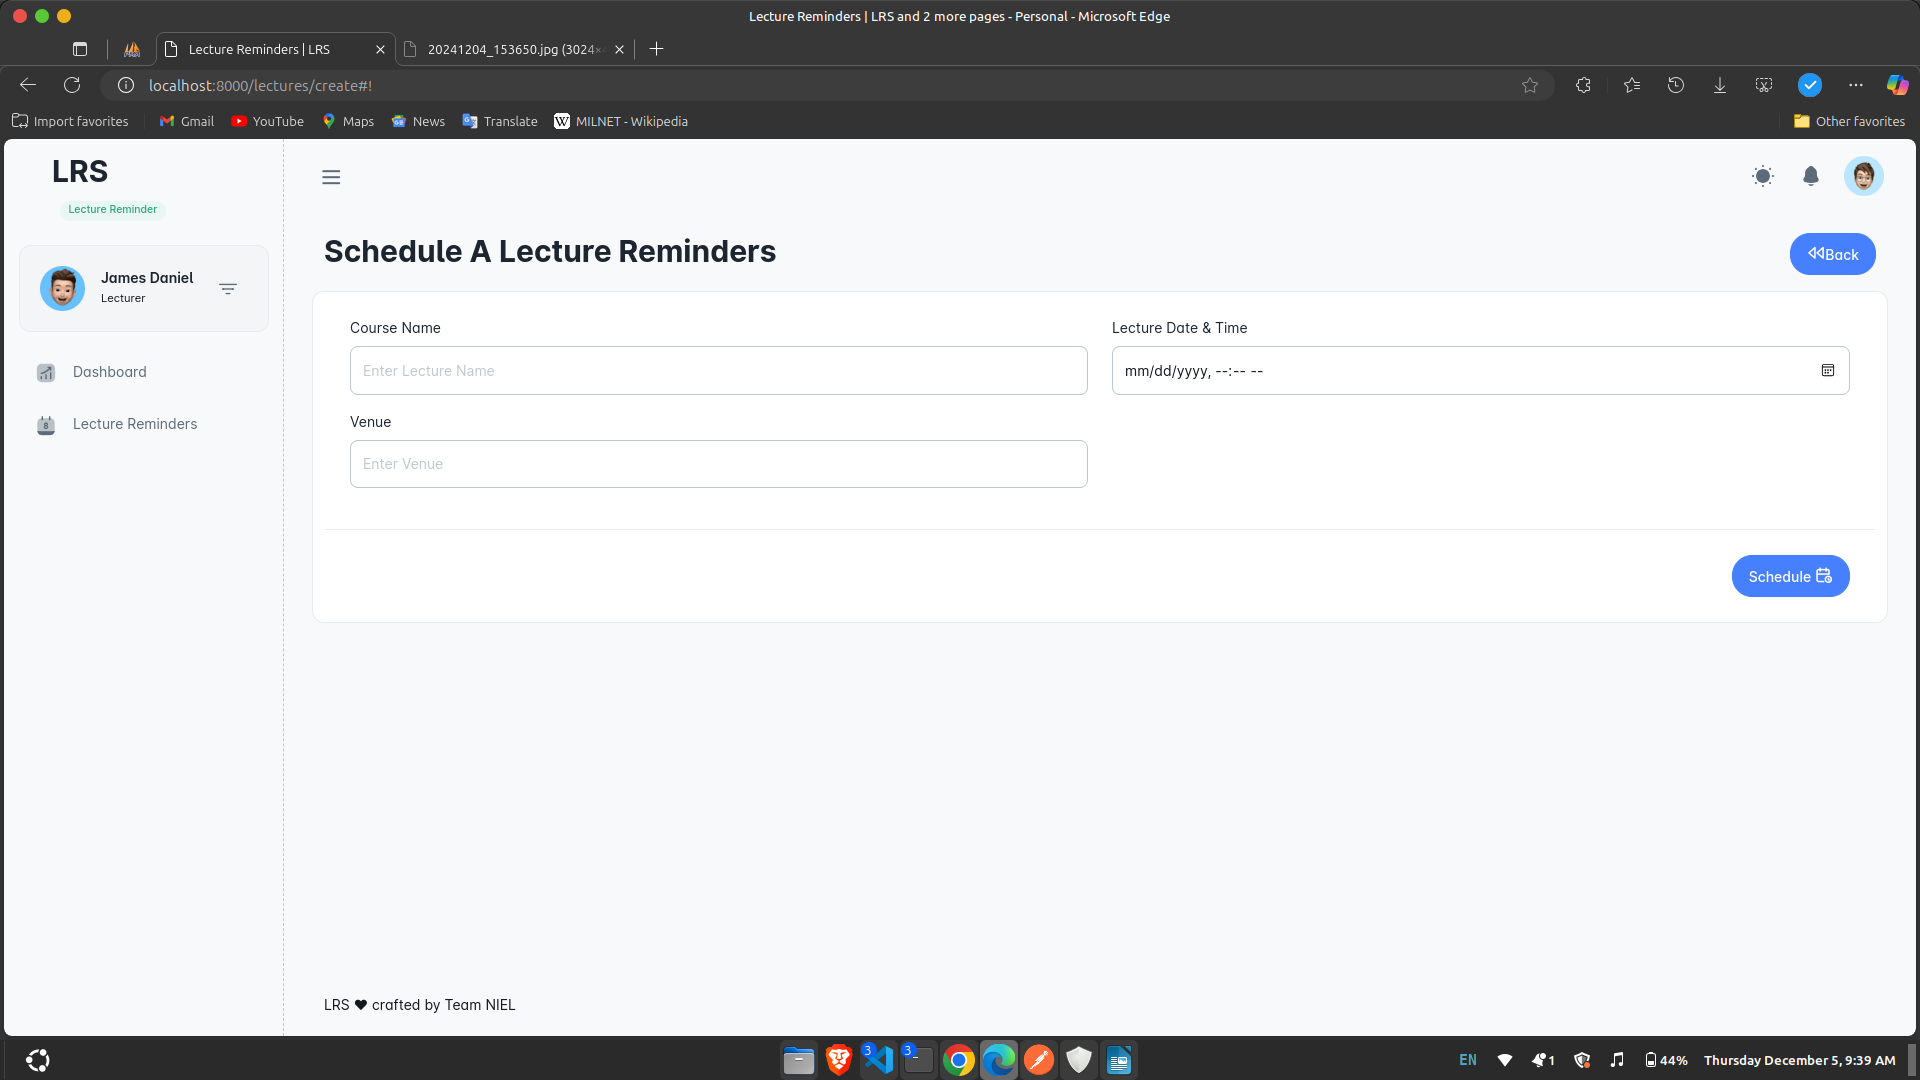 Lecture Reminders | LRS and 2 more pages - Personal - Microsoft Edge
Lecture Reminders | LRS
20241204_153650.jpg (3024×
localhost:8000/lectures/create#!
Import favorites
Gmail
YouTube
Maps
News
Translate
MILNET - Wikipedia
Other favorites
LRS
Lecture Reminder
James Daniel
Lecturer
Dashboard
8
Lecture Reminders
Schedule A Lecture Reminders
Back
Course Name
Enter Lecture Name
Lecture Date & Time
mm/dd/yyyy, --:-- --
Venue
Enter Venue
Schedule
LRS ❤ crafted by Team NIEL
3
3
EN
1
44%
Thursday December 5, 9:39 AM